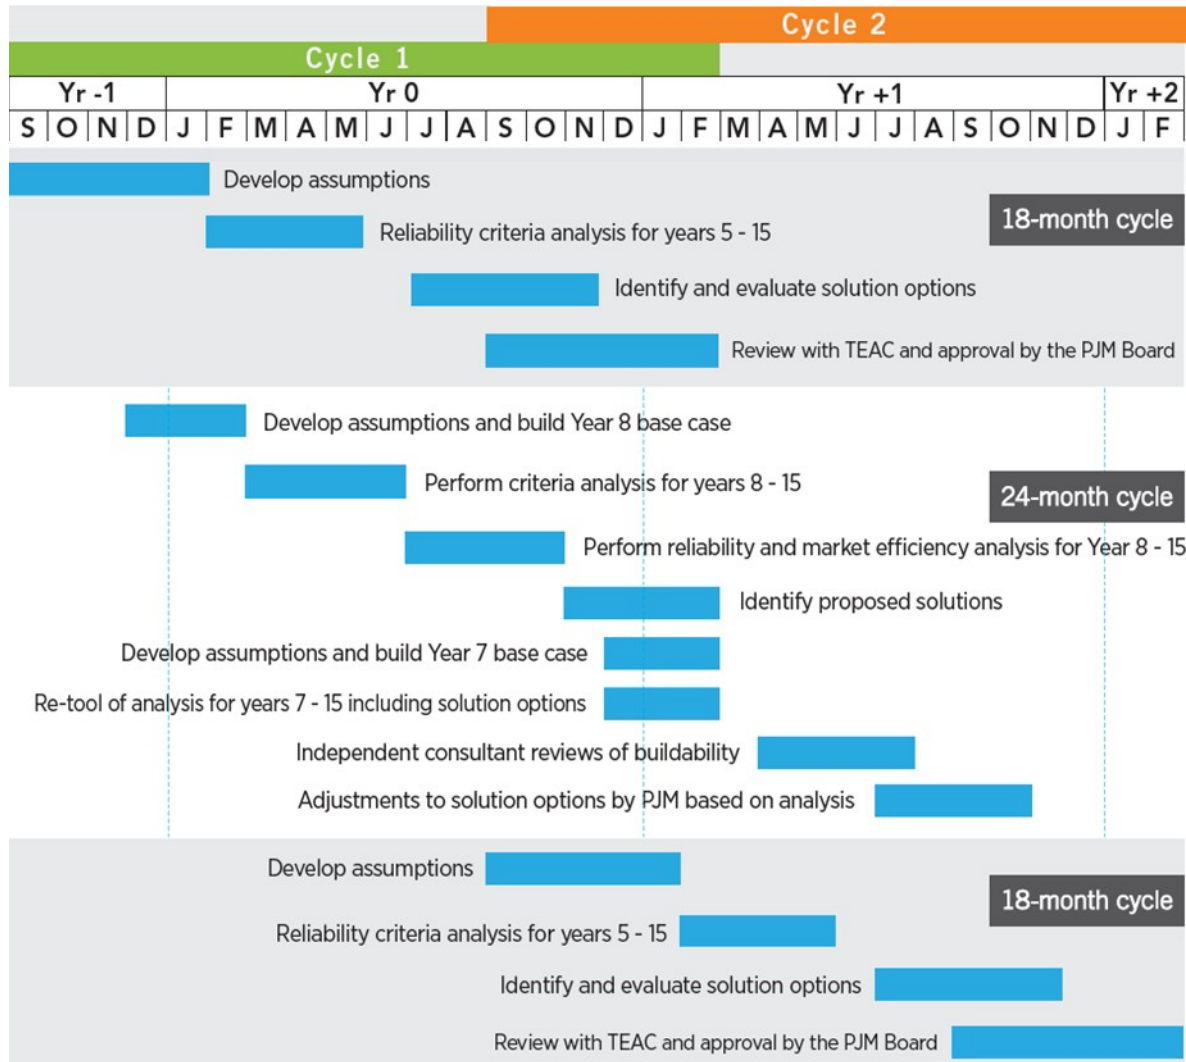 Cycle 2
Cycle 1
Yr -1 Yr 0 Yr +1 Yr +2
S O N D J F M A M J J A S O N D J F M A M J J A S O N D J F
Develop assumptions
18-month cycle
Reliability criteria analysis for years 5 - 15
Identify and evaluate solution options
Review with TEAC and approval by the PJM Board
Develop assumptions and build Year 8 base case
Perform criteria analysis for years 8 - 15
24-month cycle
Perform reliability and market efficiency analysis for Year 8 - 15
Identify proposed solutions
Develop assumptions and build Year 7 base case
Re-tool of analysis for years 7 - 15 including solution options
Independent consultant reviews of buildability
Adjustments to solution options by PJM based on analysis
Develop assumptions
18-month cycle
Reliability criteria analysis for years 5 - 15
Identify and evaluate solution options
Review with TEAC and approval by the PJM Board